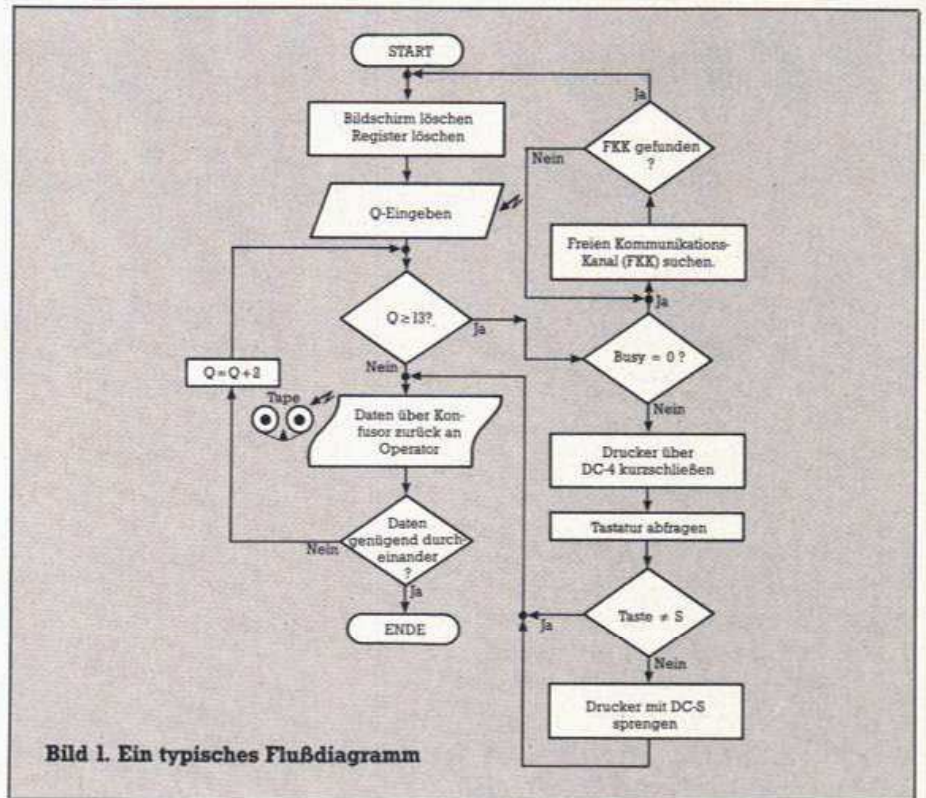 START
Bildschirm löschen
Register löschen
Q-Eingeben
Q ≥ 13?
Ja
Nein
Q=Q+2
Tape
Daten über Kon-
fusor zurück an
Operator
Daten
genügend durch-
einander
?
Nein
Ja
ENDE
Ja
FKK gefunden
?
Nein
Freien Kommunikations-
Kanal (FKK) suchen.
Ja
Busy = 0 ?
Nein
Drucker über
DC-4 kurzschließen
Tastatur abfragen
Taste ≠ S
Ja
Nein
Drucker mit DC-S
sprengen
Bild 1. Ein typisches Flußdiagramm